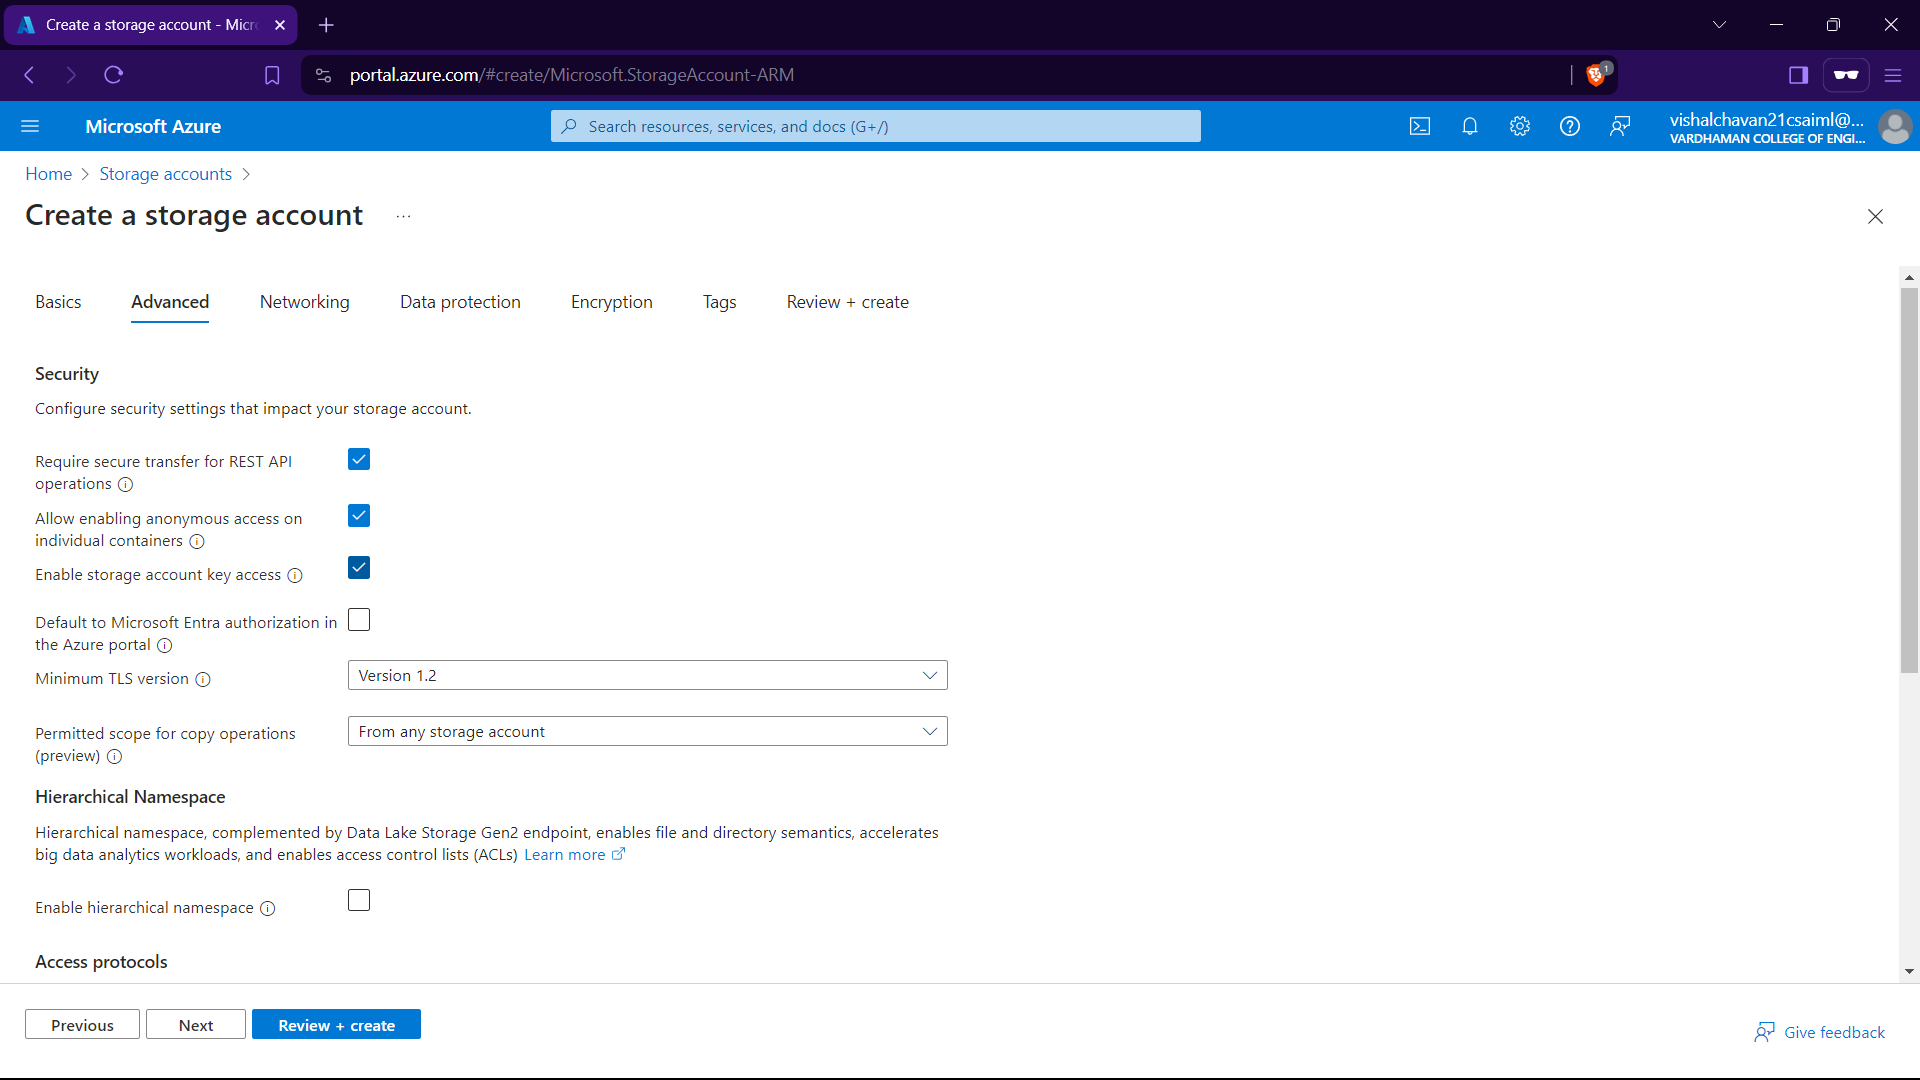 Create a storage account - Micr
portal.azure.com/#create/Microsoft.StorageAccount-ARM
1
Microsoft Azure
Search resources, services, and docs (G+/)
vishalchavan21csaiml@...
VARDHAMAN COLLEGE OF ENGI...
Home > Storage accounts >
Create a storage account ...
Basics Advanced Networking Data protection Encryption Tags Review + create
Security
Configure security settings that impact your storage account.
Require secure transfer for REST API
operations
Allow enabling anonymous access on
individual containers
Enable storage account key access
Default to Microsoft Entra authorization in
the Azure portal
Minimum TLS version
Version 1.2
Permitted scope for copy operations
(preview)
From any storage account
Hierarchical Namespace
Hierarchical namespace, complemented by Data Lake Storage Gen2 endpoint, enables file and directory semantics, accelerates
big data analytics workloads, and enables access control lists (ACLs) Learn more
Enable hierarchical namespace
Access protocols
Previous Next Review + create
Give feedback